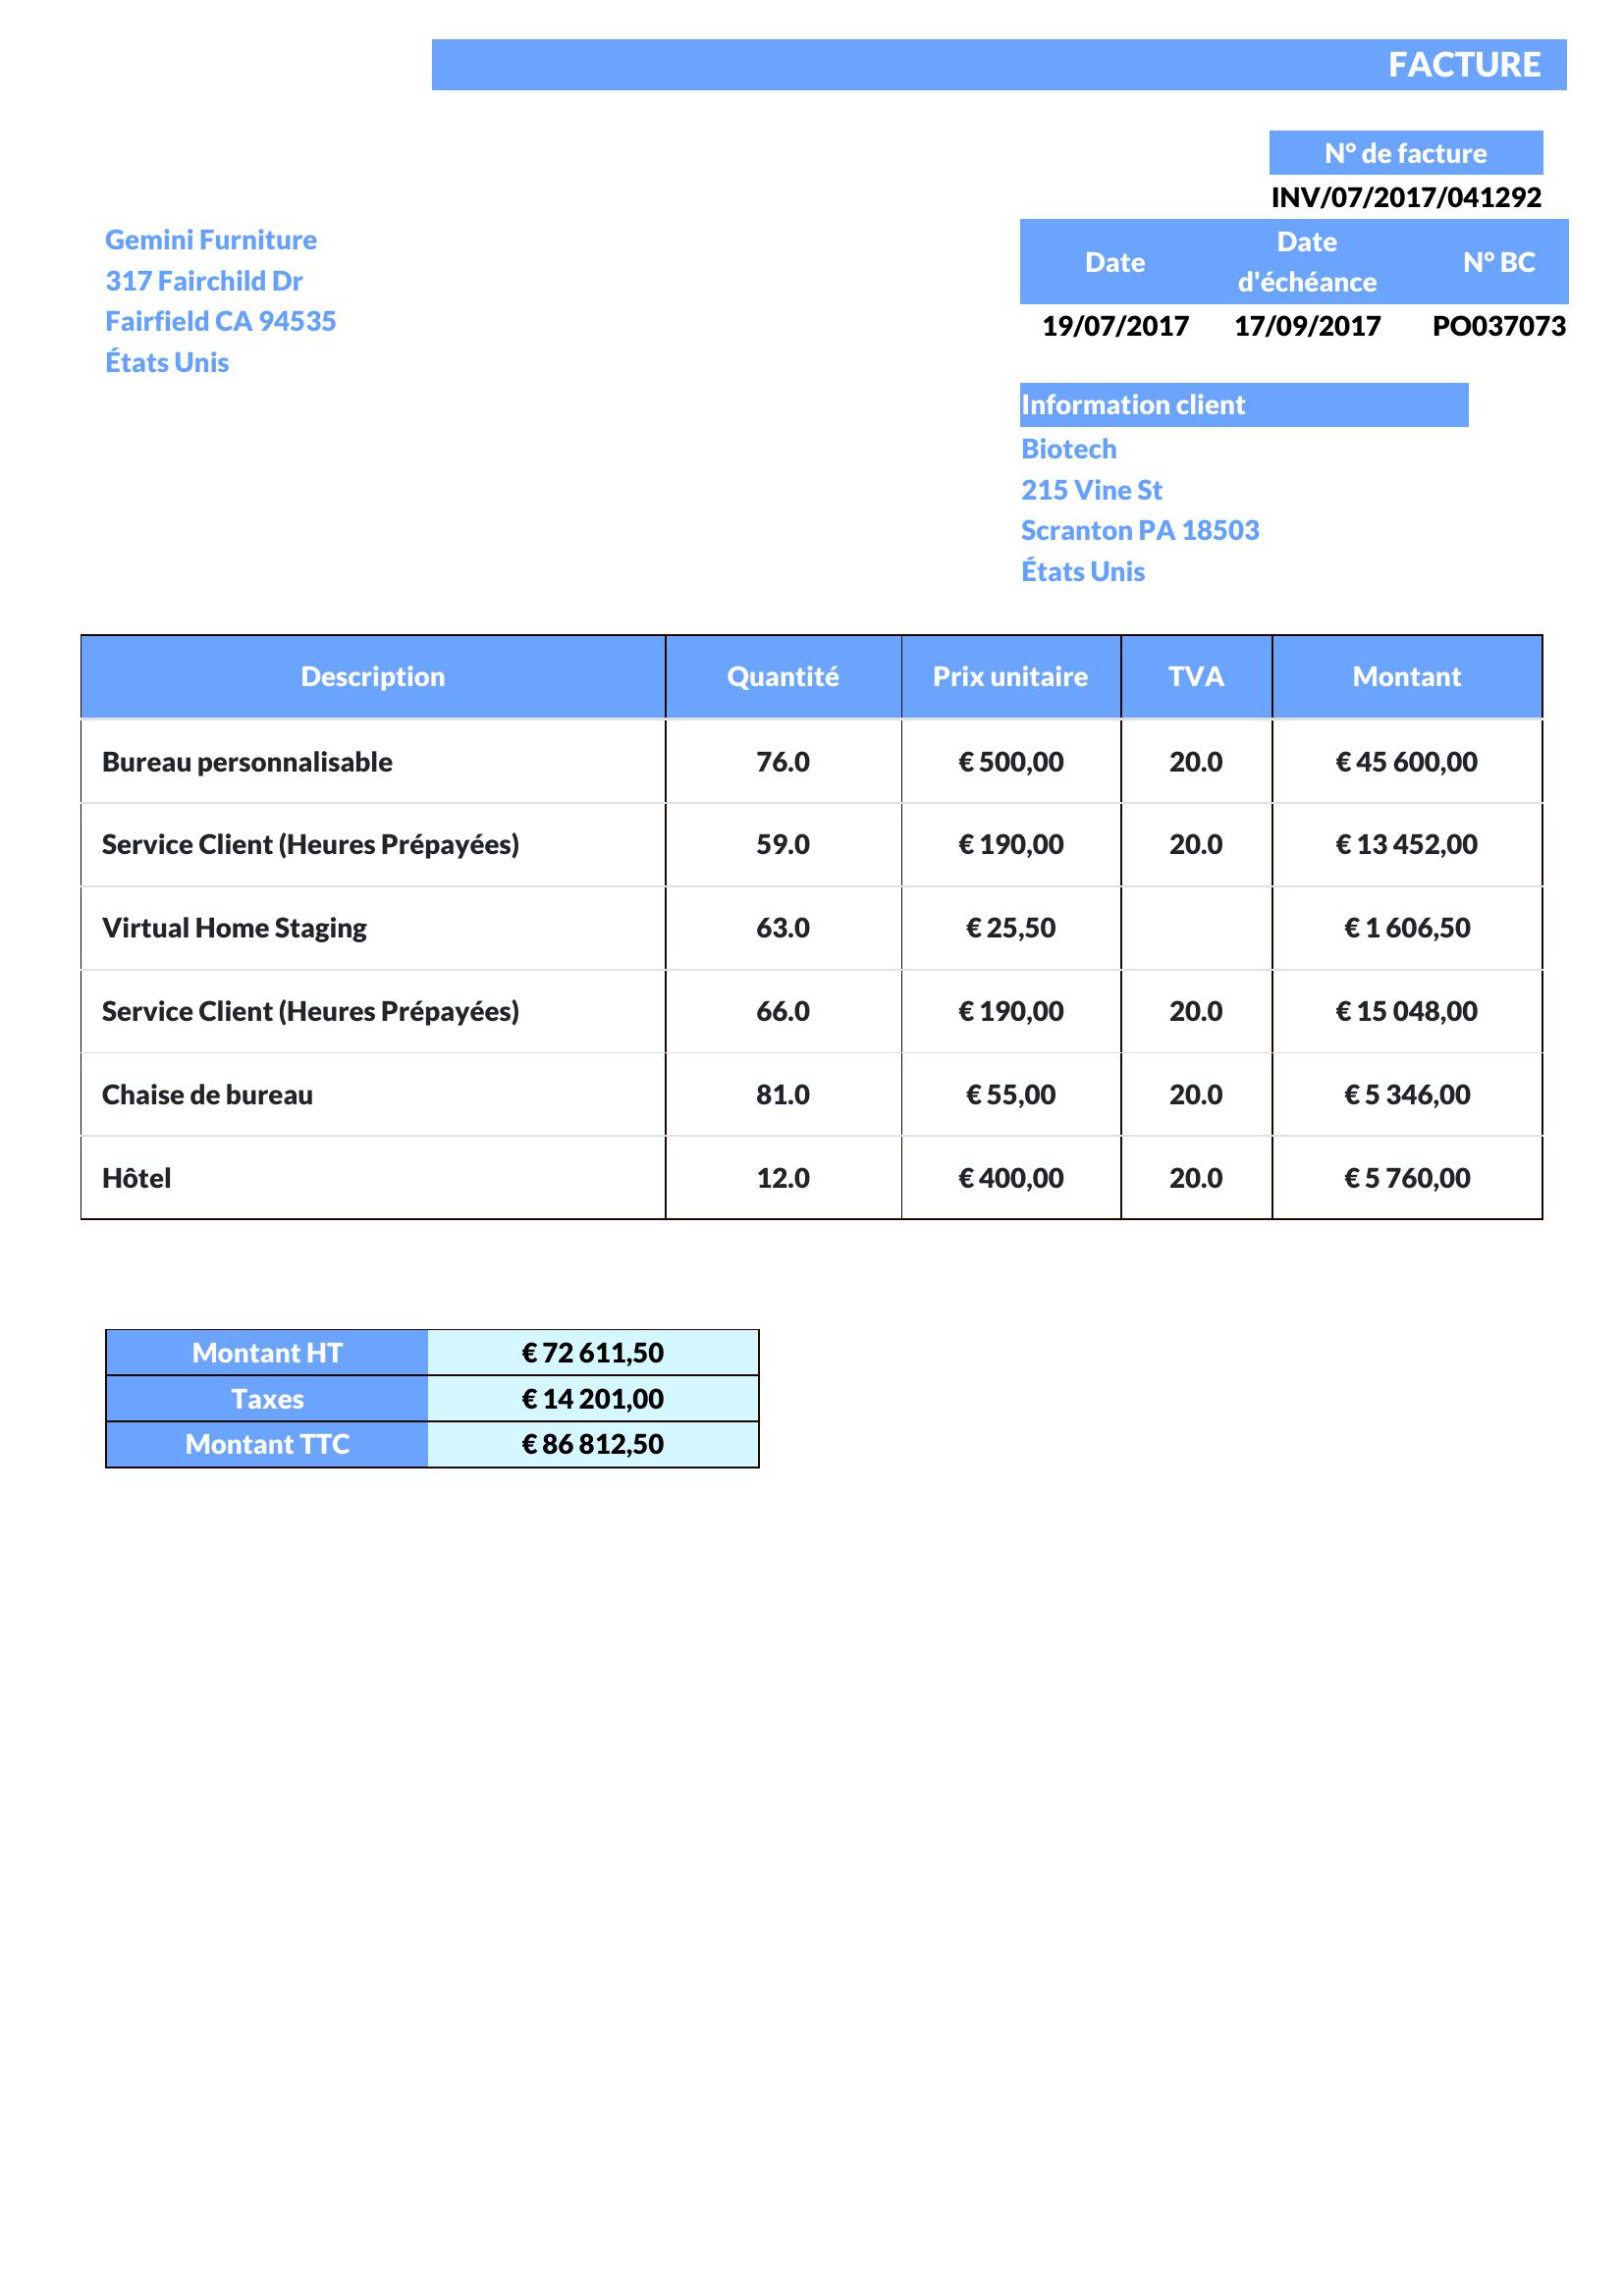 FACTURE
N° de facture
INV/07/2017/041292
Gemini Furniture
317 Fairchild Dr
Fairfield CA 94535
États Unis
Date Date d'échéance N° BC
19/07/2017 17/09/2017 PO037073
Information client
Biotech
215 Vine St
Scranton PA 18503
États Unis
Description Quantité Prix unitaire TVA Montant
Bureau personnalisable 76.0 € 500,00 20.0 € 45 600,00
Service Client (Heures Prépayées) 59.0 € 190,00 20.0 € 13 452,00
Virtual Home Staging 63.0 € 25,50 € 1 606,50
Service Client (Heures Prépayées) 66.0 € 190,00 20.0 € 15 048,00
Chaise de bureau 81.0 € 55,00 20.0 € 5 346,00
Hôtel 12.0 € 400,00 20.0 € 5 760,00
Montant HT € 72 611,50
Taxes € 14 201,00
Montant TTC € 86 812,50